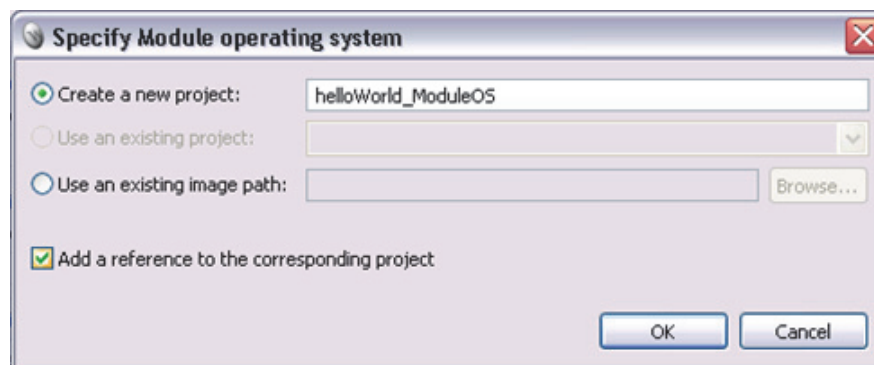 Specify Module operating system
Create a new project: helloWorld_ModuleOS
Use an existing project:
Use an existing image path: Browse...
Add a reference to the corresponding project
OK Cancel